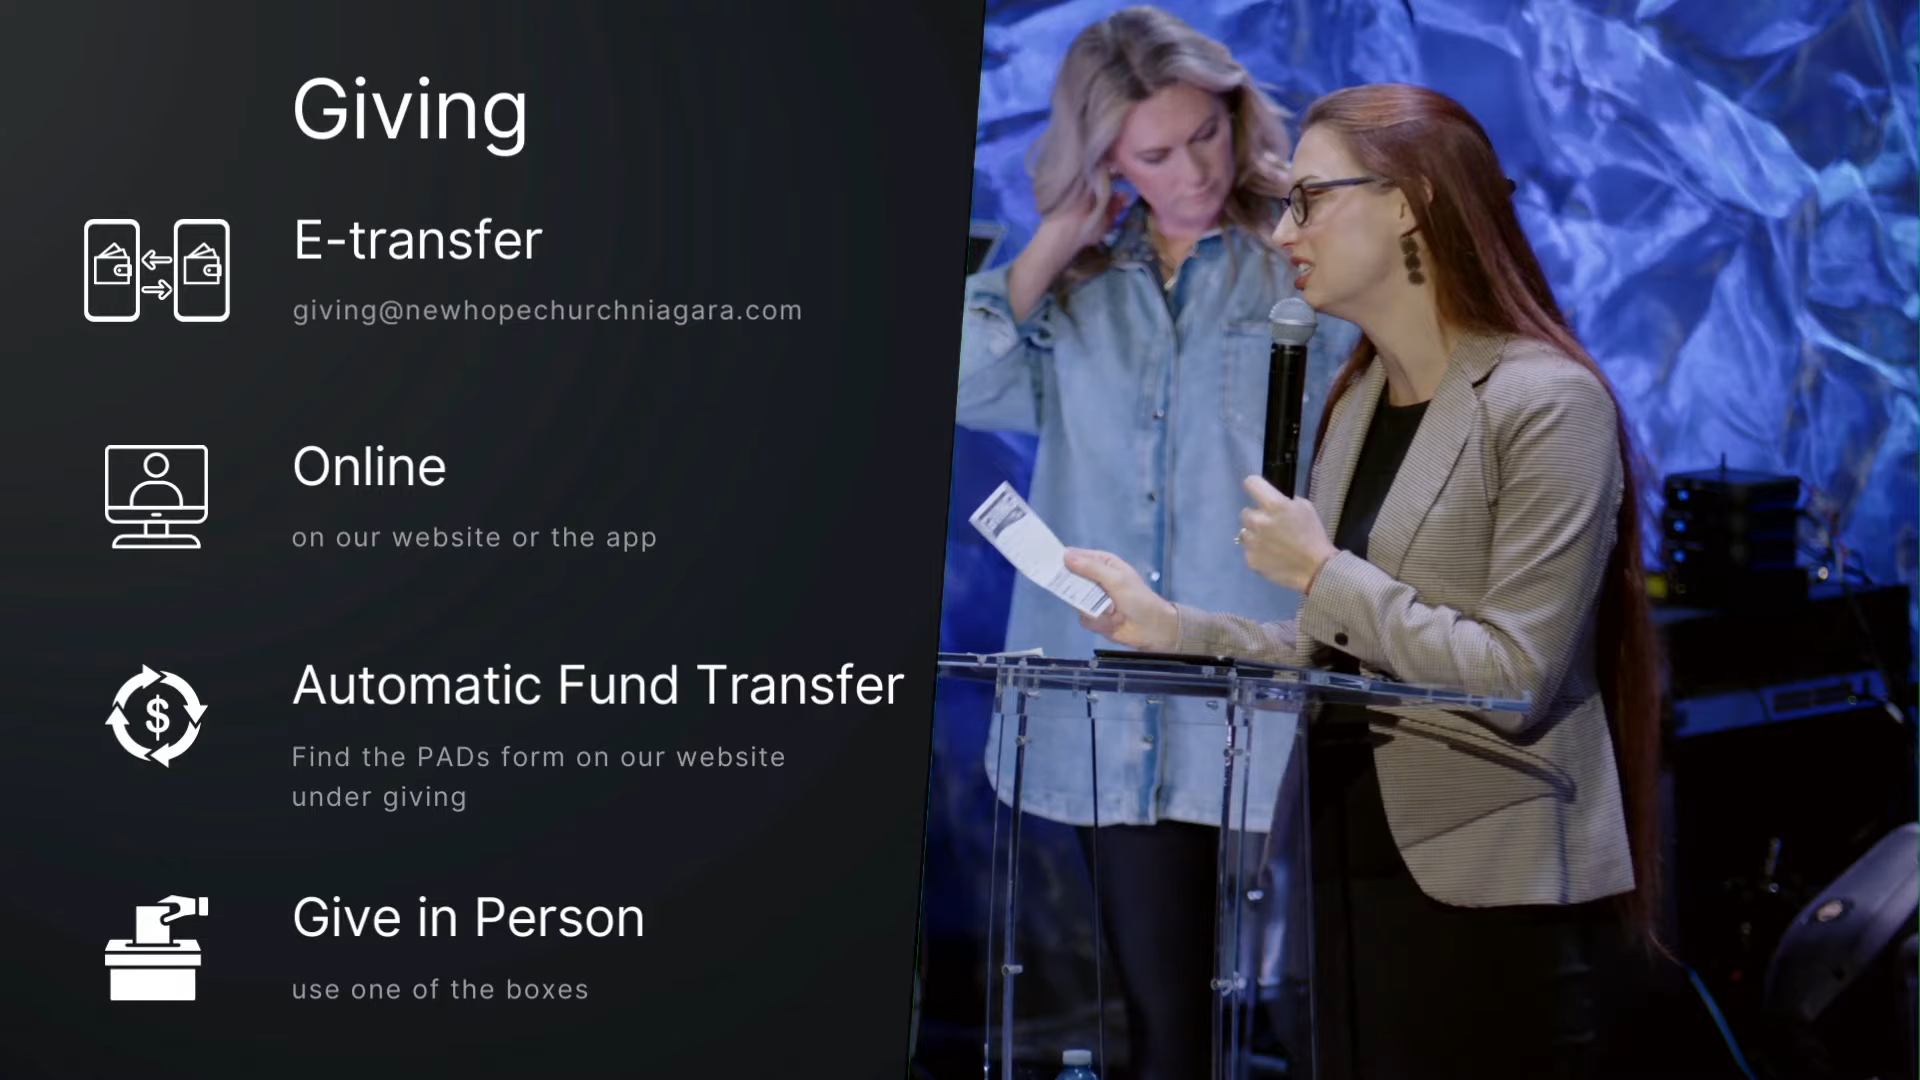 Giving
E-transfer
giving@newhopechurchniagara.com
Online
on our website or the app
$
Automatic Fund Transfer
Find the PADs form on our website
under giving
Give in Person
use one of the boxes